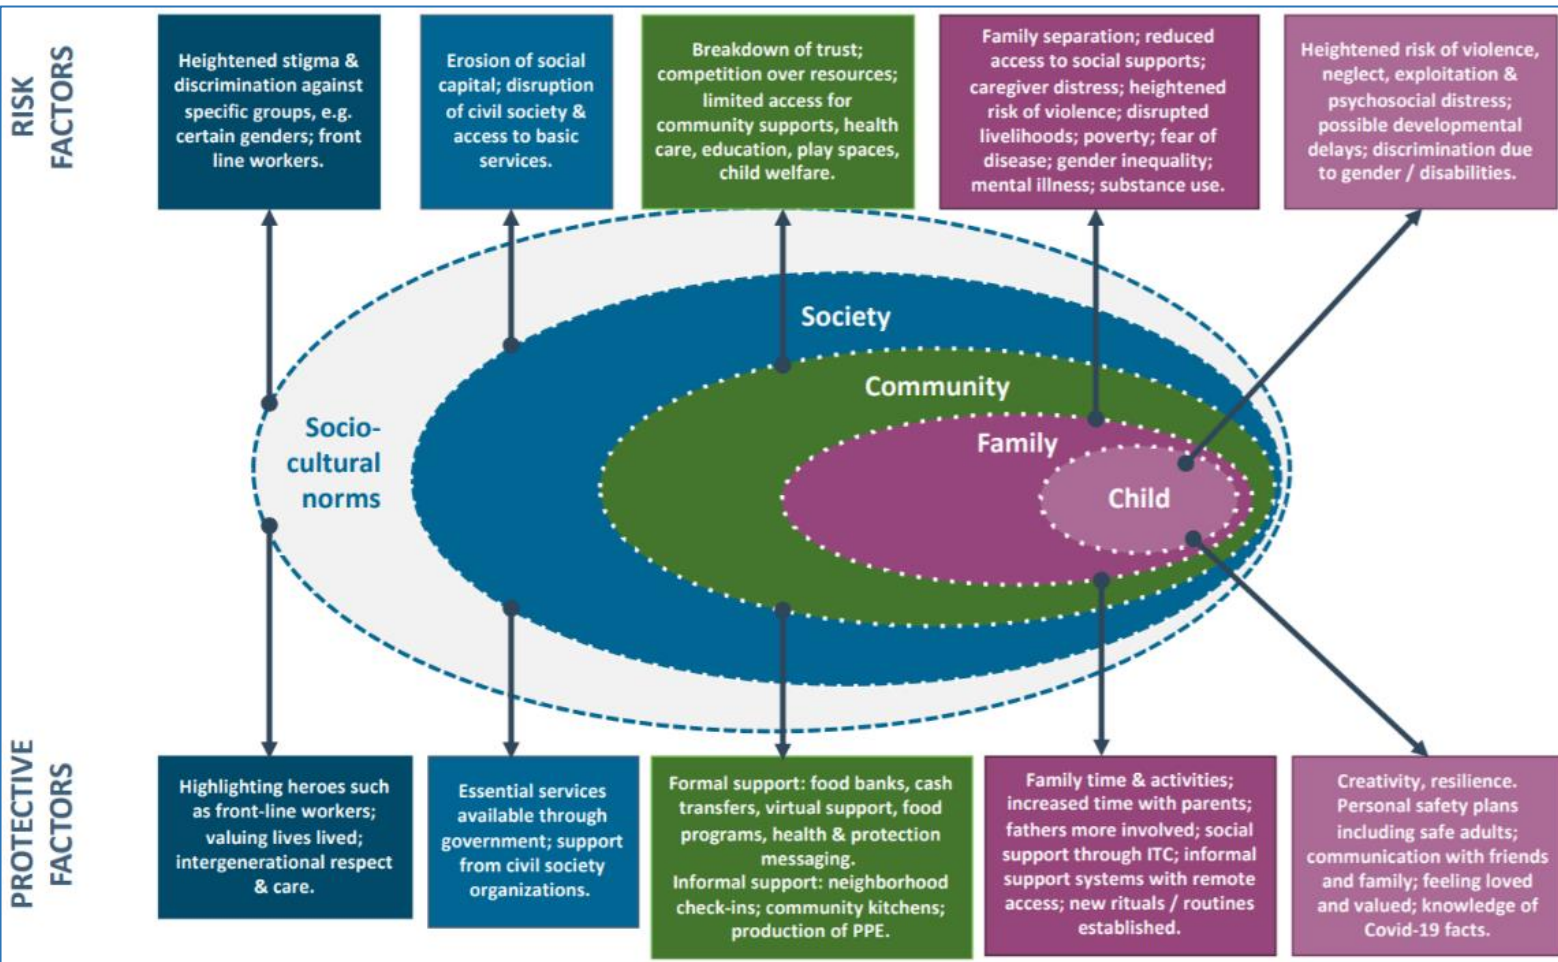 RISK
FACTORS
Heightened stigma &
discrimination against
specific groups, e.g.
certain genders; front
line workers.
Erosion of social
capital; disruption
of civil society &
access to basic
services.
Breakdown of trust;
competition over resources;
limited access for
community supports, health
care, education, play spaces,
child welfare.
Family separation; reduced
access to social supports;
caregiver distress; heightened
risk of violence; disrupted
livelihoods; poverty; fear of
disease; gender inequality;
mental illness; substance use.
Heightened risk of violence,
neglect, exploitation &
psychosocial distress;
possible developmental
delays; discrimination due
to gender / disabilities.
Society
Community
Family
Child
Socio-
cultural
norms
PROTECTIVE
FACTORS
Highlighting heroes such
as front-line workers;
valuing lives lived;
intergenerational respect
& care.
Essential services
available through
government; support
from civil society
organizations.
Formal support: food banks, cash
transfers, virtual support, food
programs, health & protection
messaging.
Informal support: neighborhood
check-ins; community kitchens;
production of PPE.
Family time & activities;
increased time with parents;
fathers more involved; social
support through ITC; informal
support systems with remote
access; new rituals / routines
established.
Creativity, resilience.
Personal safety plans
including safe adults;
communication with friends
and family; feeling loved
and valued; knowledge of
Covid-19 facts.